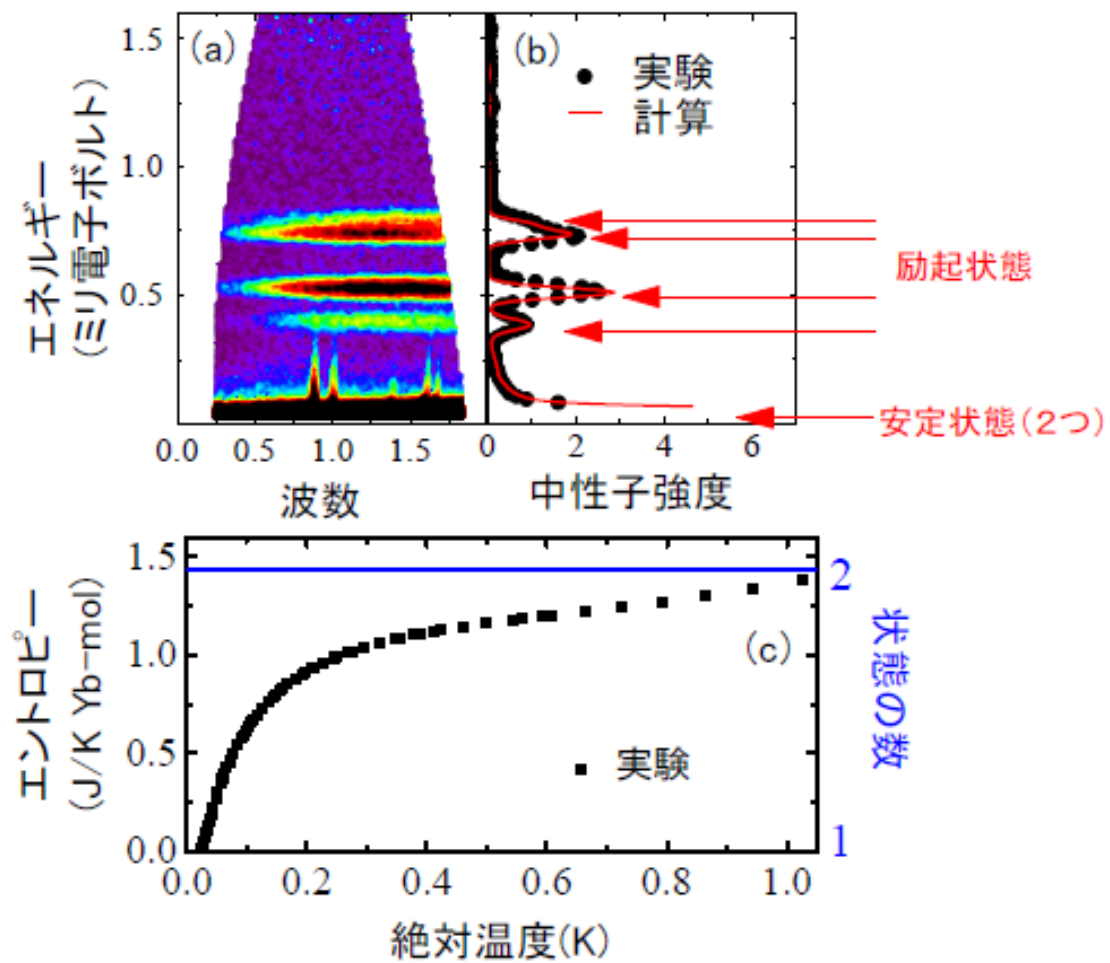 (a)
(b)
実験
計算
エネルギー
(ミリ電子ボルト)
1.5
1.0
0.5
0.0 0.5 1.0 1.5
0 2 4 6
波数
中性子強度
励起状態
安定状態(2つ)
エントロピー
(J/K Yb-mol)
1.5
1.0
0.5
0.0
(c)
実験
2
1
状態の数
0.0 0.2 0.4 0.6 0.8 1.0
絶対温度(K)